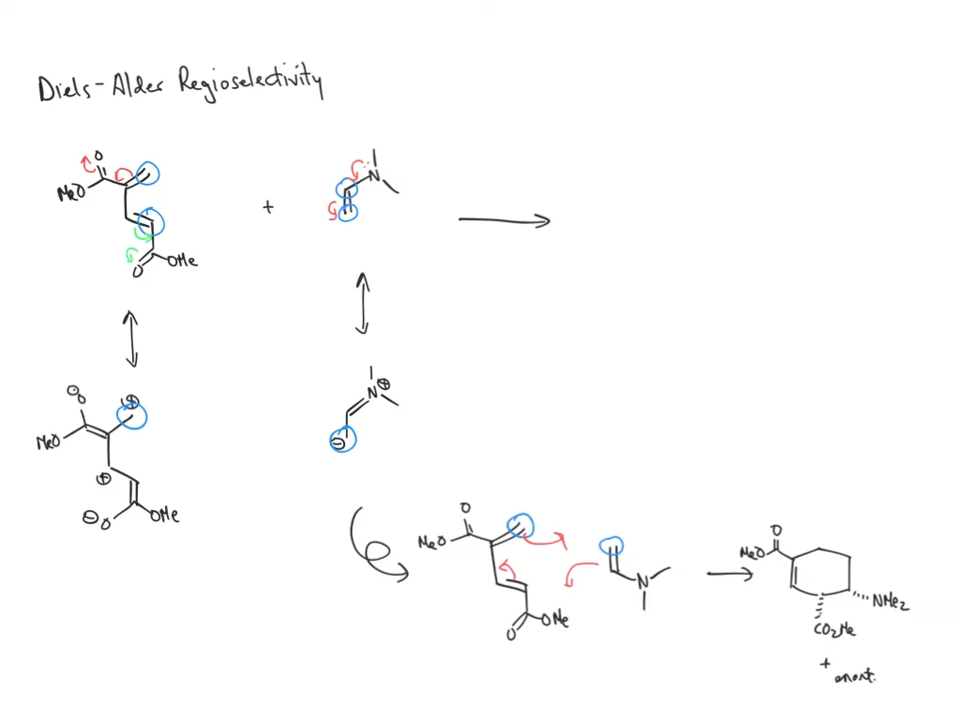 Diels-Alder Regioselectivity
O
MeO
N
+
O
OMe
⊕
N ⊕
O
MeO
⊖
⊕
⊖ O
OMe
O
MeO
N
O
OMe
O
MeO
NMe2
CO2Me
+
enant.